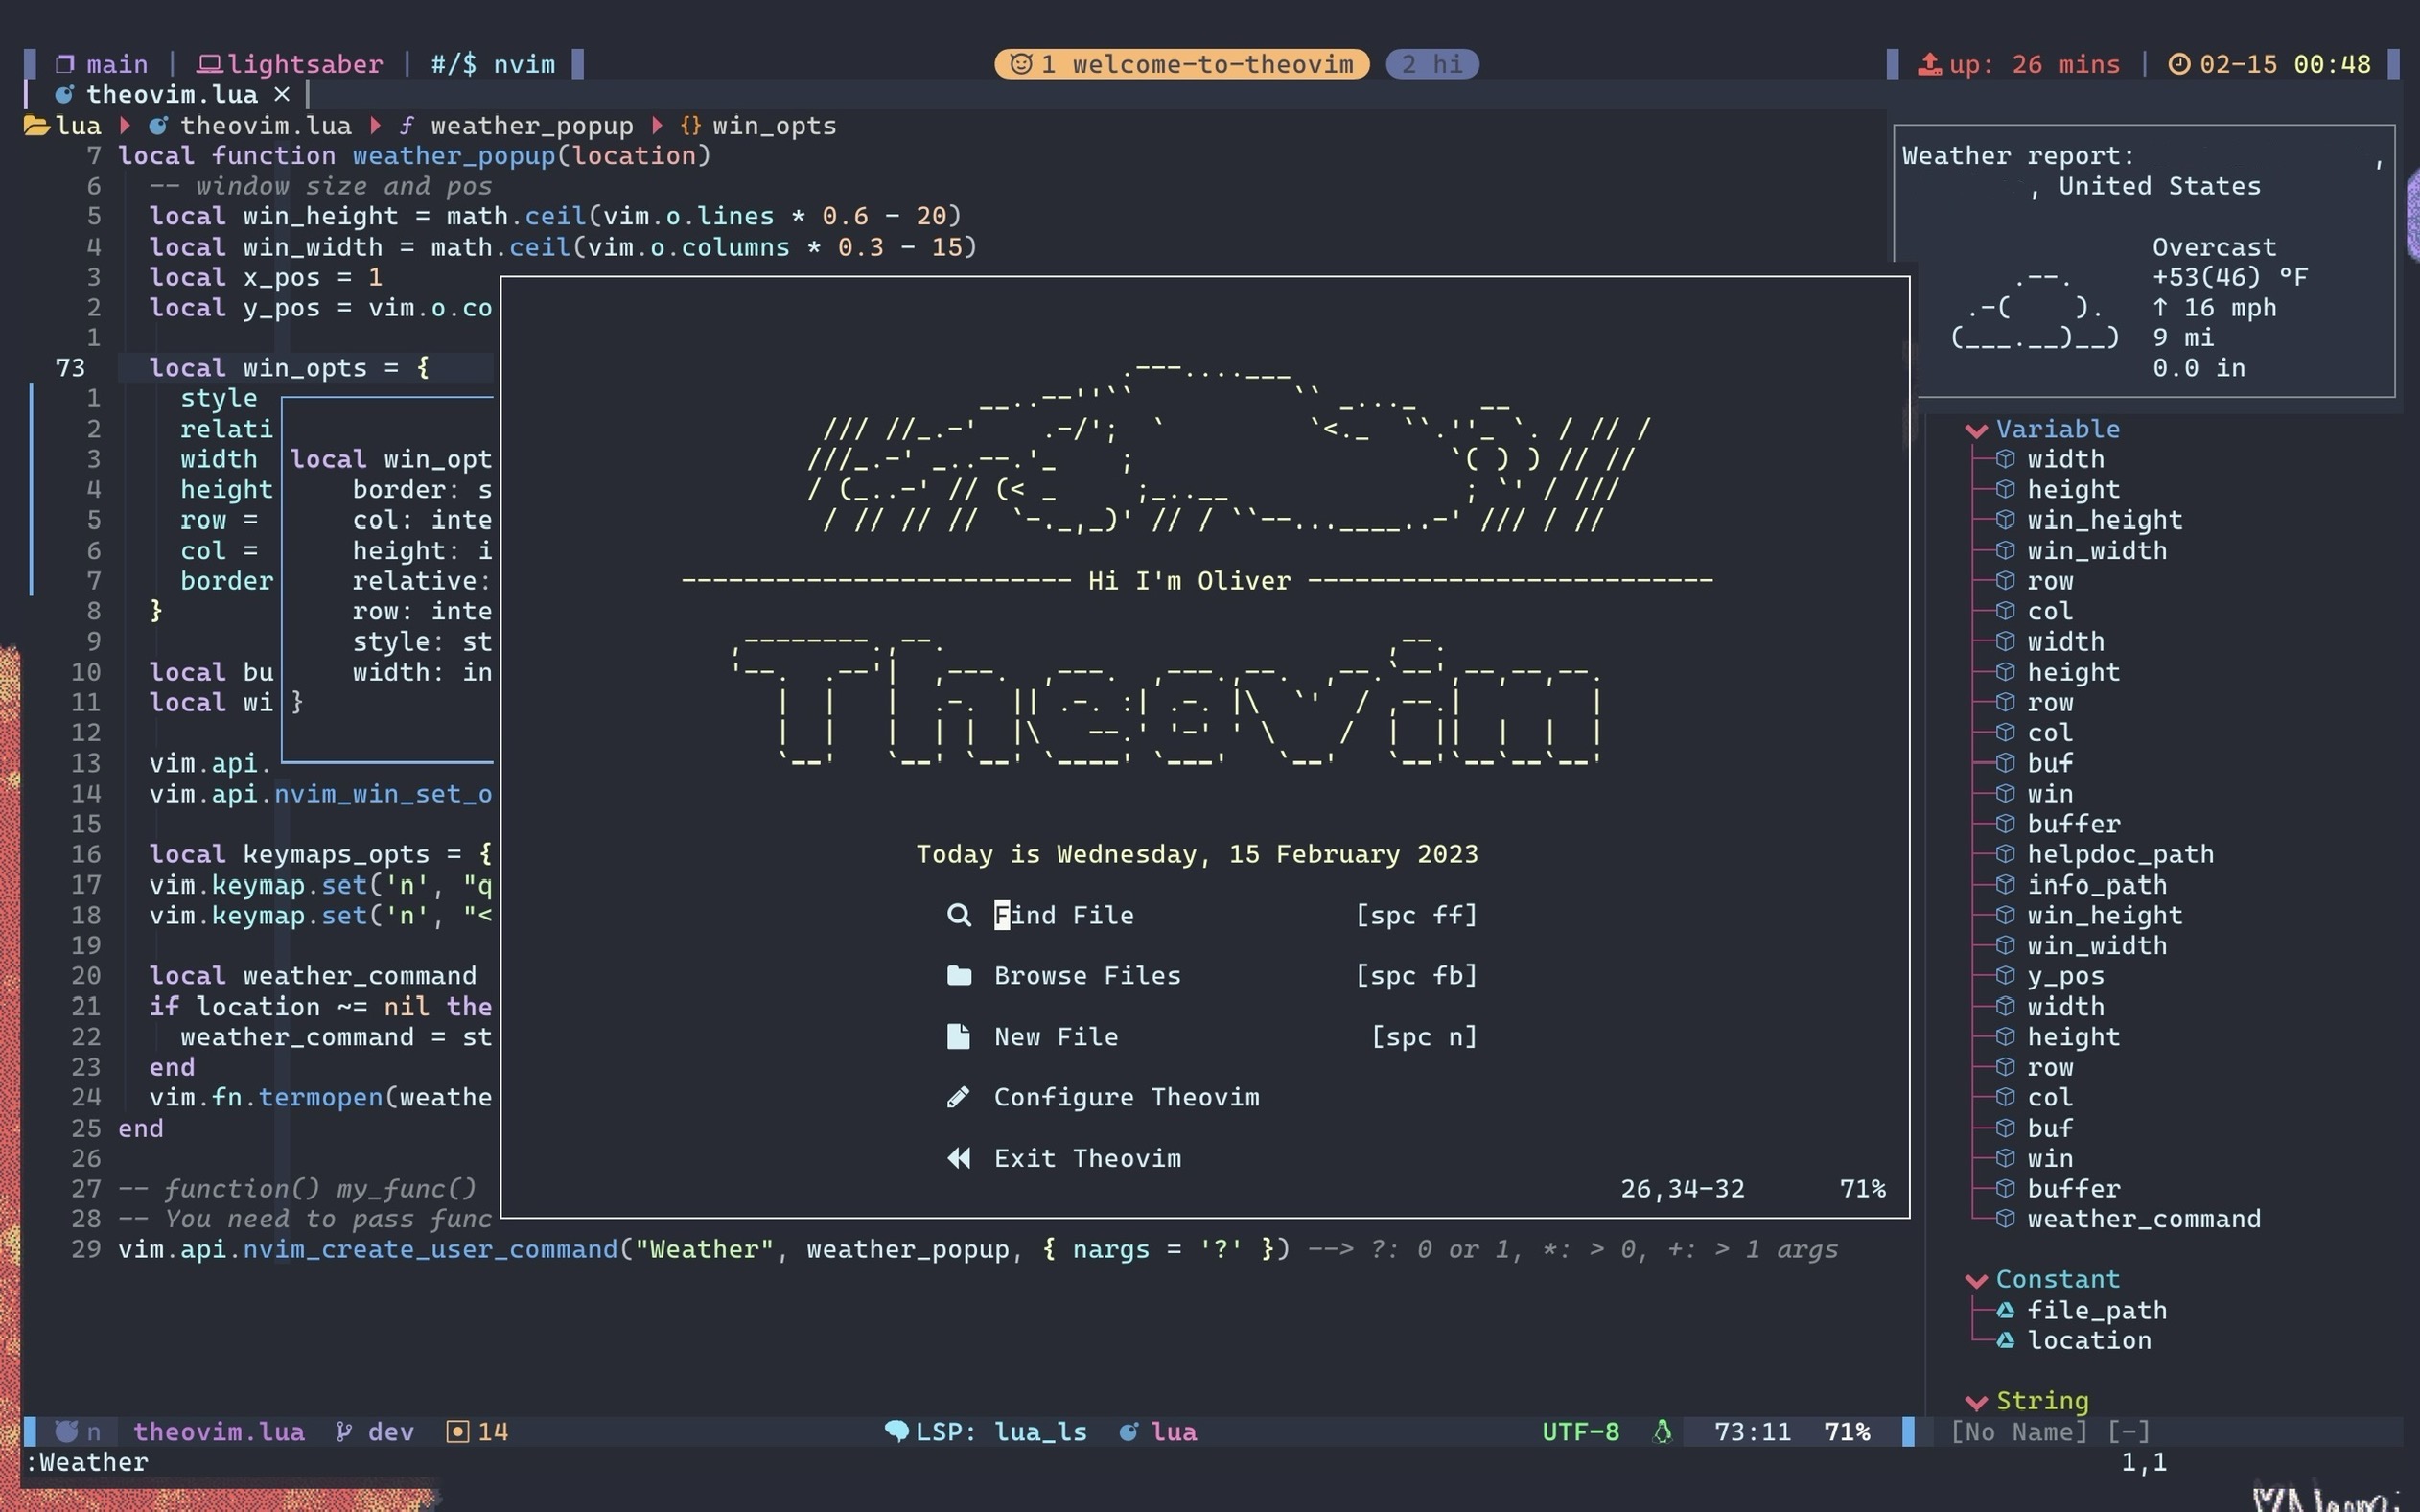 main | lightsaber | #/$ nvim
1 welcome-to-theovim
2 hi
up: 26 mins | 02-15 00:48
theovim.lua ×
lua theovim.lua weather_popup {} win_opts
7 local function weather_popup(location)
6 -- window size and pos
5 local win_height = math.ceil(vim.o.lines * 0.6 - 20)
4 local win_width = math.ceil(vim.o.columns * 0.3 - 15)
3 local x_pos = 1
2 local y_pos = vim.o.co
1
73 local win_opts = {
1 style
2 relati
3 width
4 height
5 row =
6 col =
7 border
8 }
9
10 local bu
11 local wi
12
13 vim.api.
14 vim.api.nvim_win_set_o
15
16 local keymaps_opts = {
17 vim.keymap.set('n', "q
18 vim.keymap.set('n', "<
19
20 local weather_command
21 if location ~= nil the
22 weather_command = st
23 end
24 vim.fn.termopen(weathe
25 end
26
27 -- function() my_func()
28 -- You need to pass func
29 vim.api.nvim_create_user_command("Weather", weather_popup, { nargs = '?' }) --> ?: 0 or 1, *: > 0, +: > 1 args
local win_opt
border: s
col: inte
height: i
relative:
row: inte
style: st
width: in
}
Hi I'm Oliver
Theovim
Today is Wednesday, 15 February 2023
Find File [spc ff]
Browse Files [spc fb]
New File [spc n]
Configure Theovim
Exit Theovim
26,34-32 71%
Weather report: ,
, United States
Overcast
+53(46) °F
↑ 16 mph
9 mi
0.0 in
Variable
width
height
win_height
win_width
row
col
width
height
row
col
buf
win
buffer
helpdoc_path
info_path
win_height
win_width
y_pos
width
height
row
col
buf
win
buffer
weather_command
Constant
file_path
location
String
n theovim.lua dev 14
LSP: lua_ls lua
UTF-8 73:11 71%
[No Name] [-]
:Weather
1,1